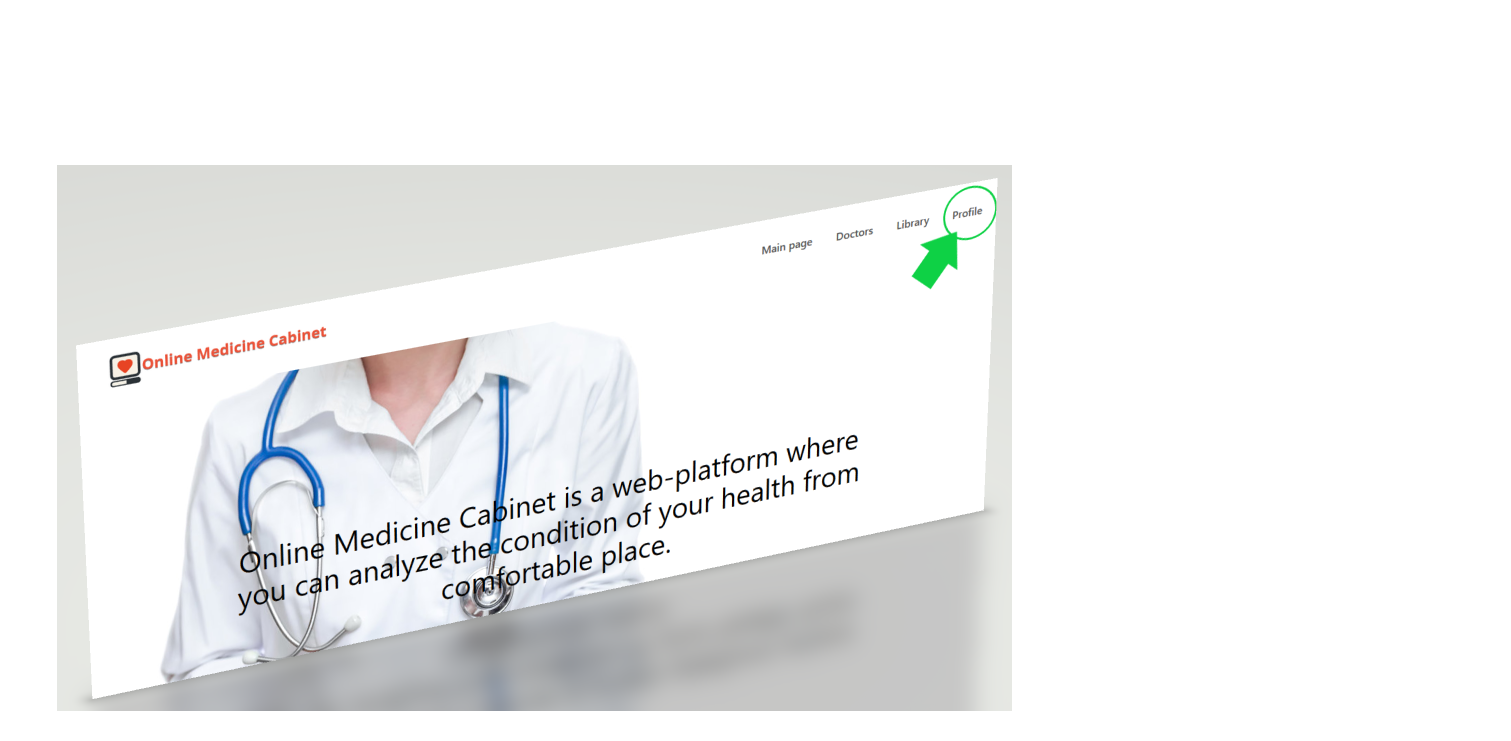 Main page Doctors Library Profile
Online Medicine Cabinet
Online Medicine Cabinet is a web-platform where
you can analyze the condition of your health from
comfortable place.